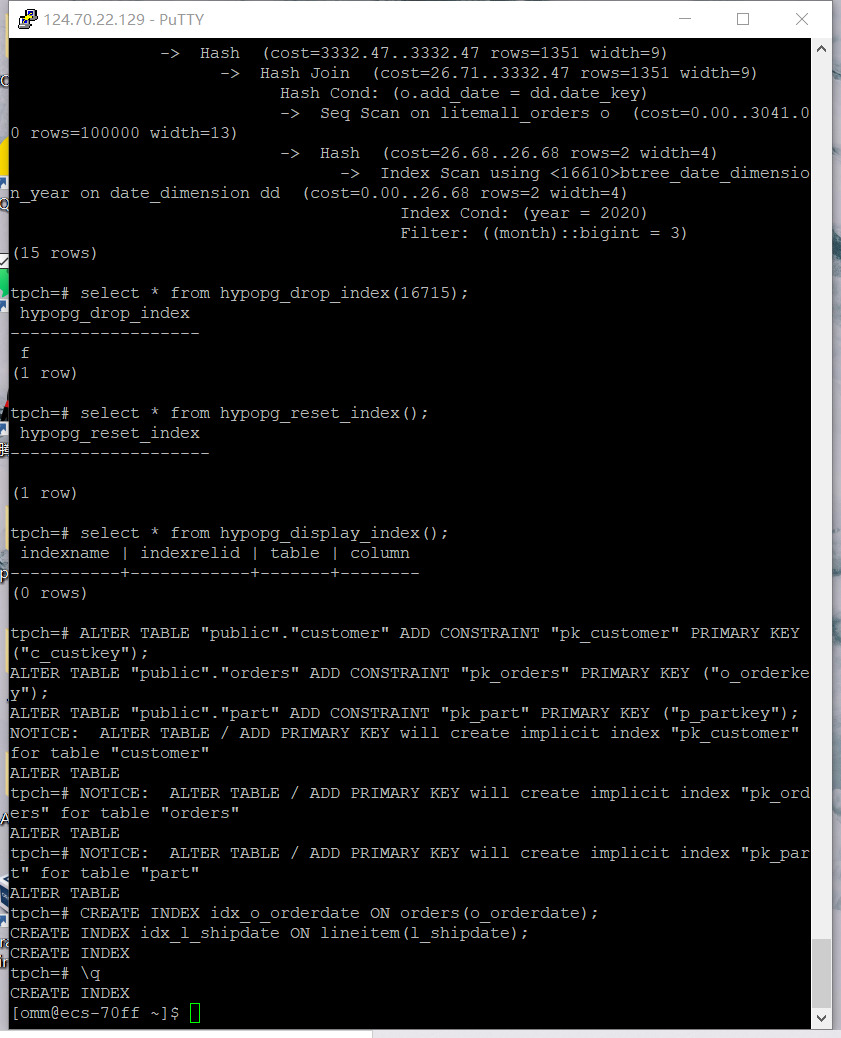 124.70.22.129 - PuTTY
-> Hash (cost=3332.47..3332.47 rows=1351 width=9)
-> Hash Join (cost=26.71..3332.47 rows=1351 width=9)
Hash Cond: (o.add_date = dd.date_key)
-> Seq Scan on litemall_orders o (cost=0.00..3041.0
0 rows=100000 width=13)
-> Hash (cost=26.68..26.68 rows=2 width=4)
-> Index Scan using <16610>btree_date_dimensio
n_year on date_dimension dd (cost=0.00..26.68 rows=2 width=4)
Index Cond: (year = 2020)
Filter: ((month)::bigint = 3)
(15 rows)
tpch=# select * from hypopg_drop_index(16715);
hypopg_drop_index
-------------------
f
(1 row)
tpch=# select * from hypopg_reset_index();
hypopg_reset_index
--------------------
(1 row)
tpch=# select * from hypopg_display_index();
indexname | indexrelid | table | column
-----------+------------+-------+--------
(0 rows)
tpch=# ALTER TABLE "public"."customer" ADD CONSTRAINT "pk_customer" PRIMARY KEY
("c_custkey");
ALTER TABLE "public"."orders" ADD CONSTRAINT "pk_orders" PRIMARY KEY ("o_orderke
y");
ALTER TABLE "public"."part" ADD CONSTRAINT "pk_part" PRIMARY KEY ("p_partkey");
NOTICE:  ALTER TABLE / ADD PRIMARY KEY will create implicit index "pk_customer"
for table "customer"
ALTER TABLE
tpch=# NOTICE:  ALTER TABLE / ADD PRIMARY KEY will create implicit index "pk_ord
ers" for table "orders"
ALTER TABLE
tpch=# NOTICE:  ALTER TABLE / ADD PRIMARY KEY will create implicit index "pk_par
t" for table "part"
ALTER TABLE
tpch=# CREATE INDEX idx_o_orderdate ON orders(o_orderdate);
CREATE INDEX idx_l_shipdate ON lineitem(l_shipdate);
CREATE INDEX
tpch=# \q
CREATE INDEX
[omm@ecs-70ff ~]$